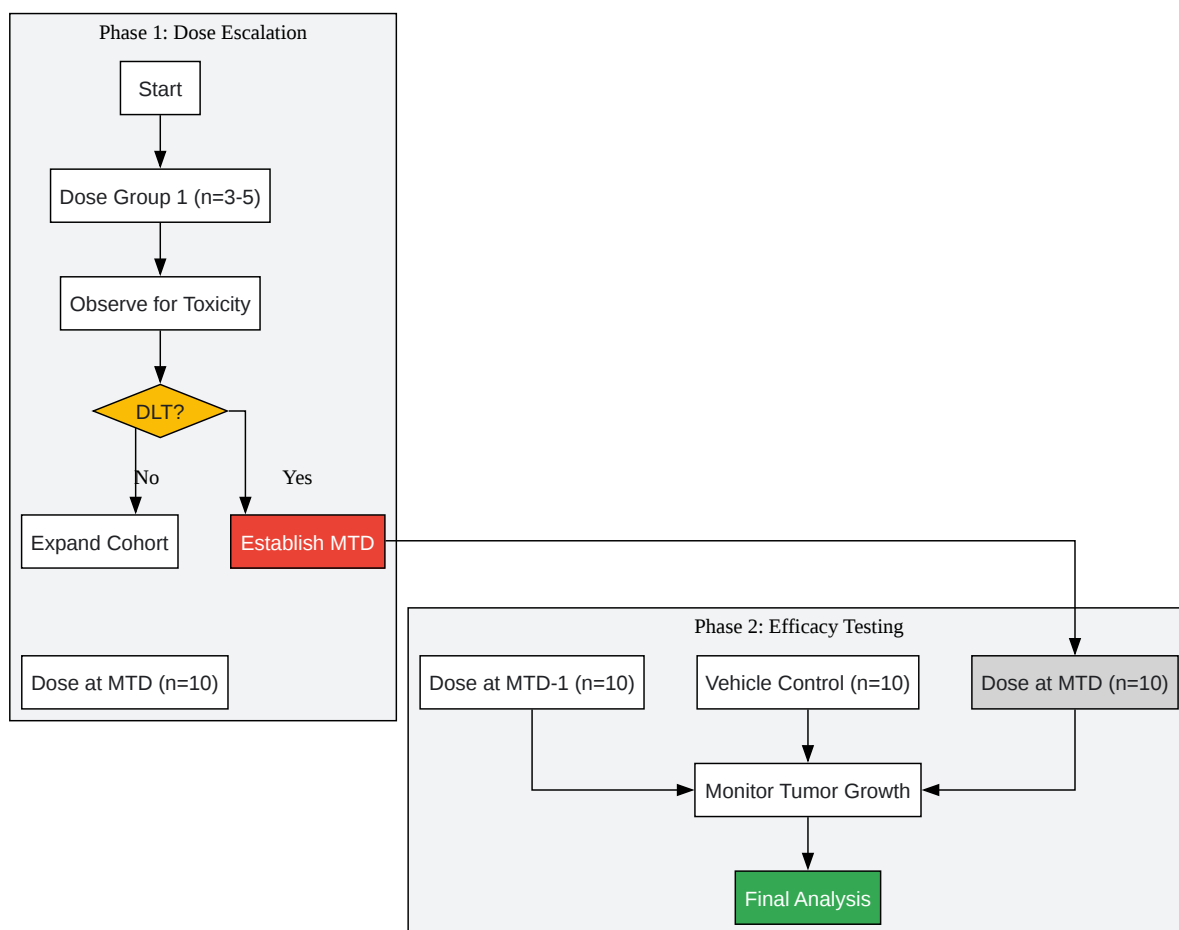 Phase 1: Dose Escalation
Start
Dose Group 1 (n=3-5)
Observe for Toxicity
DLT?
No
Yes
Expand Cohort
Establish MTD
Dose at MTD (n=10)
Phase 2: Efficacy Testing
Dose at MTD-1 (n=10)
Vehicle Control (n=10)
Dose at MTD (n=10)
Monitor Tumor Growth
Final Analysis